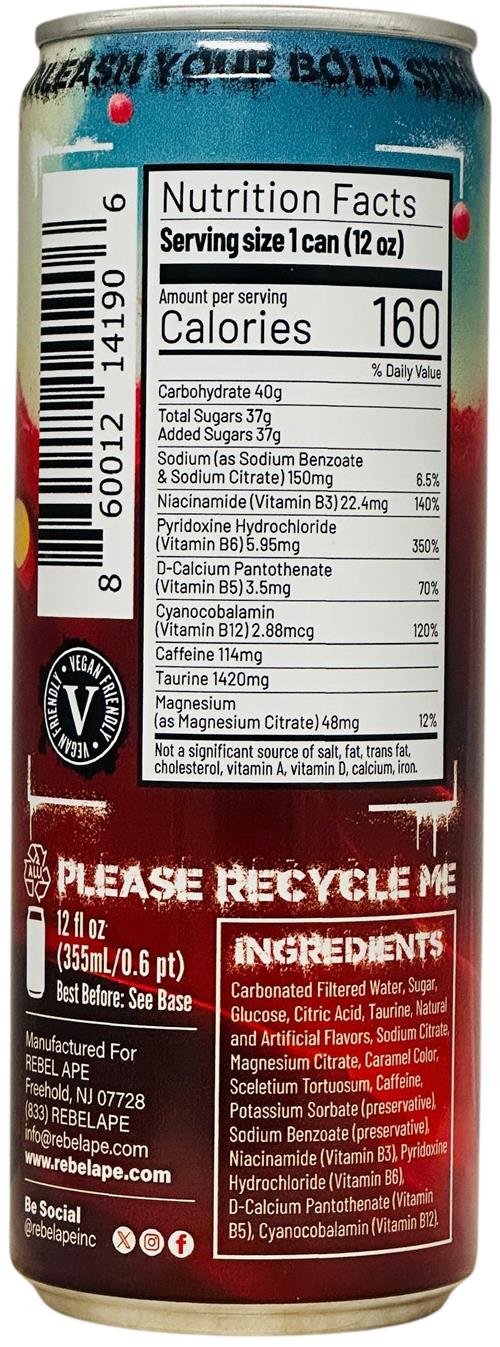 YOUR BOLD
8 60012 14190 6
Nutrition Facts
Serving size 1 can (12 oz)
Amount per serving
Calories 160
% Daily Value
Carbohydrate 40g
Total Sugars 37g
Added Sugars 37g
Sodium (as Sodium Benzoate
& Sodium Citrate) 150mg 6.5%
Niacinamide (Vitamin B3) 22.4mg 140%
Pyridoxine Hydrochloride
(Vitamin B6) 5.95mg 350%
D-Calcium Pantothenate
(Vitamin B5) 3.5mg 70%
Cyanocobalamin
(Vitamin B12) 2.88mcg 120%
Caffeine 114mg
Taurine 1420mg
Magnesium
(as Magnesium Citrate) 48mg 12%
Not a significant source of salt, fat, trans fat,
cholesterol, vitamin A, vitamin D, calcium, iron.
VEGAN FRIENDLY • VEGAN FRIENDLY •
V
ALU
PLEASE RECYCLE ME
12 fl oz
(355mL/0.6 pt)
Best Before: See Base
Manufactured For
REBEL APE
Freehold, NJ 07728
(833) REBELAPE
info@rebelape.com
www.rebelape.com
Be Social
@rebelapeinc
INGREDIENTS
Carbonated Filtered Water, Sugar,
Glucose, Citric Acid, Taurine, Natural
and Artificial Flavors, Sodium Citrate,
Magnesium Citrate, Caramel Color,
Sceletium Tortuosum, Caffeine,
Potassium Sorbate (preservative),
Sodium Benzoate (preservative),
Niacinamide (Vitamin B3), Pyridoxine
Hydrochloride (Vitamin B6),
D-Calcium Pantothenate (Vitamin
B5), Cyanocobalamin (Vitamin B12).